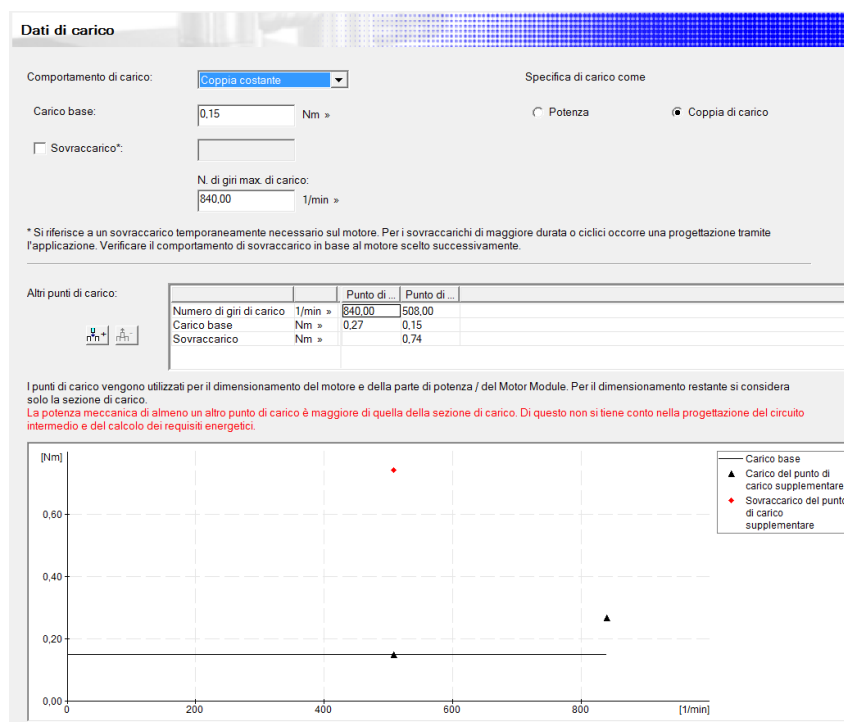 Dati di carico
Comportamento di carico: Coppia costante Specifica di carico come
Carico base: 0,15 Nm » Potenza Coppia di carico
Sovraccarico*:
N. di giri max. di carico:
840,00 1/min »
* Si riferisce a un sovraccarico temporaneamente necessario sul motore. Per i sovraccarichi di maggiore durata o ciclici occorre una progettazione tramite
l'applicazione. Verificare il comportamento di sovraccarico in base al motore scelto successivamente.
Altri punti di carico:
Punto di ... Punto di ...
Numero di giri di carico 1/min » 840,00 508,00
Carico base Nm » 0,27 0,15
Sovraccarico Nm » 0,74
I punti di carico vengono utilizzati per il dimensionamento del motore e della parte di potenza / del Motor Module. Per il dimensionamento restante si considera
solo la sezione di carico.
La potenza meccanica di almeno un altro punto di carico è maggiore di quella della sezione di carico. Di questo non si tiene conto nella progettazione del circuito
intermedio e del calcolo dei requisiti energetici.
[Nm]
0,60
0,40
0,20
0,00
0 200 400 600 800 [1/min]
Carico base
Carico del punto di
carico supplementare
Sovraccarico del punto
di carico
supplementare